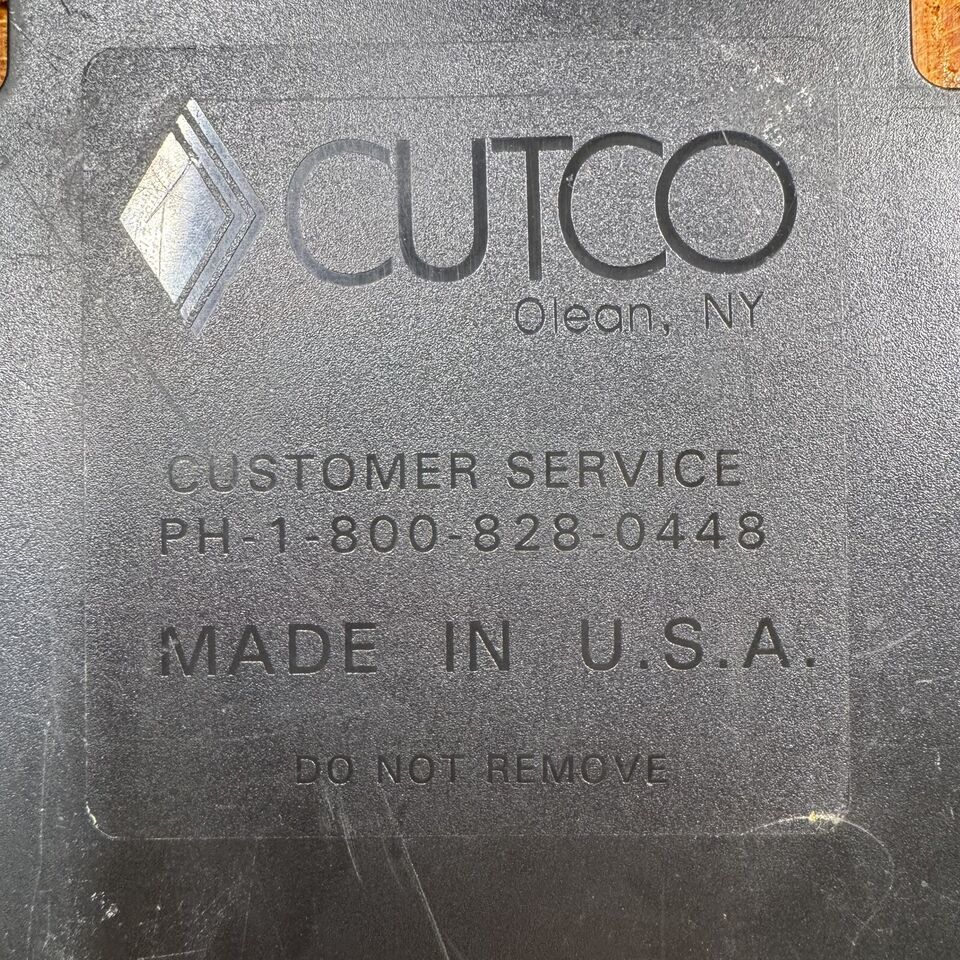 CUTCO
Olean, NY
CUSTOMER SERVICE
PH-1-800-828-0448
MADE IN U.S.A.
DO NOT REMOVE